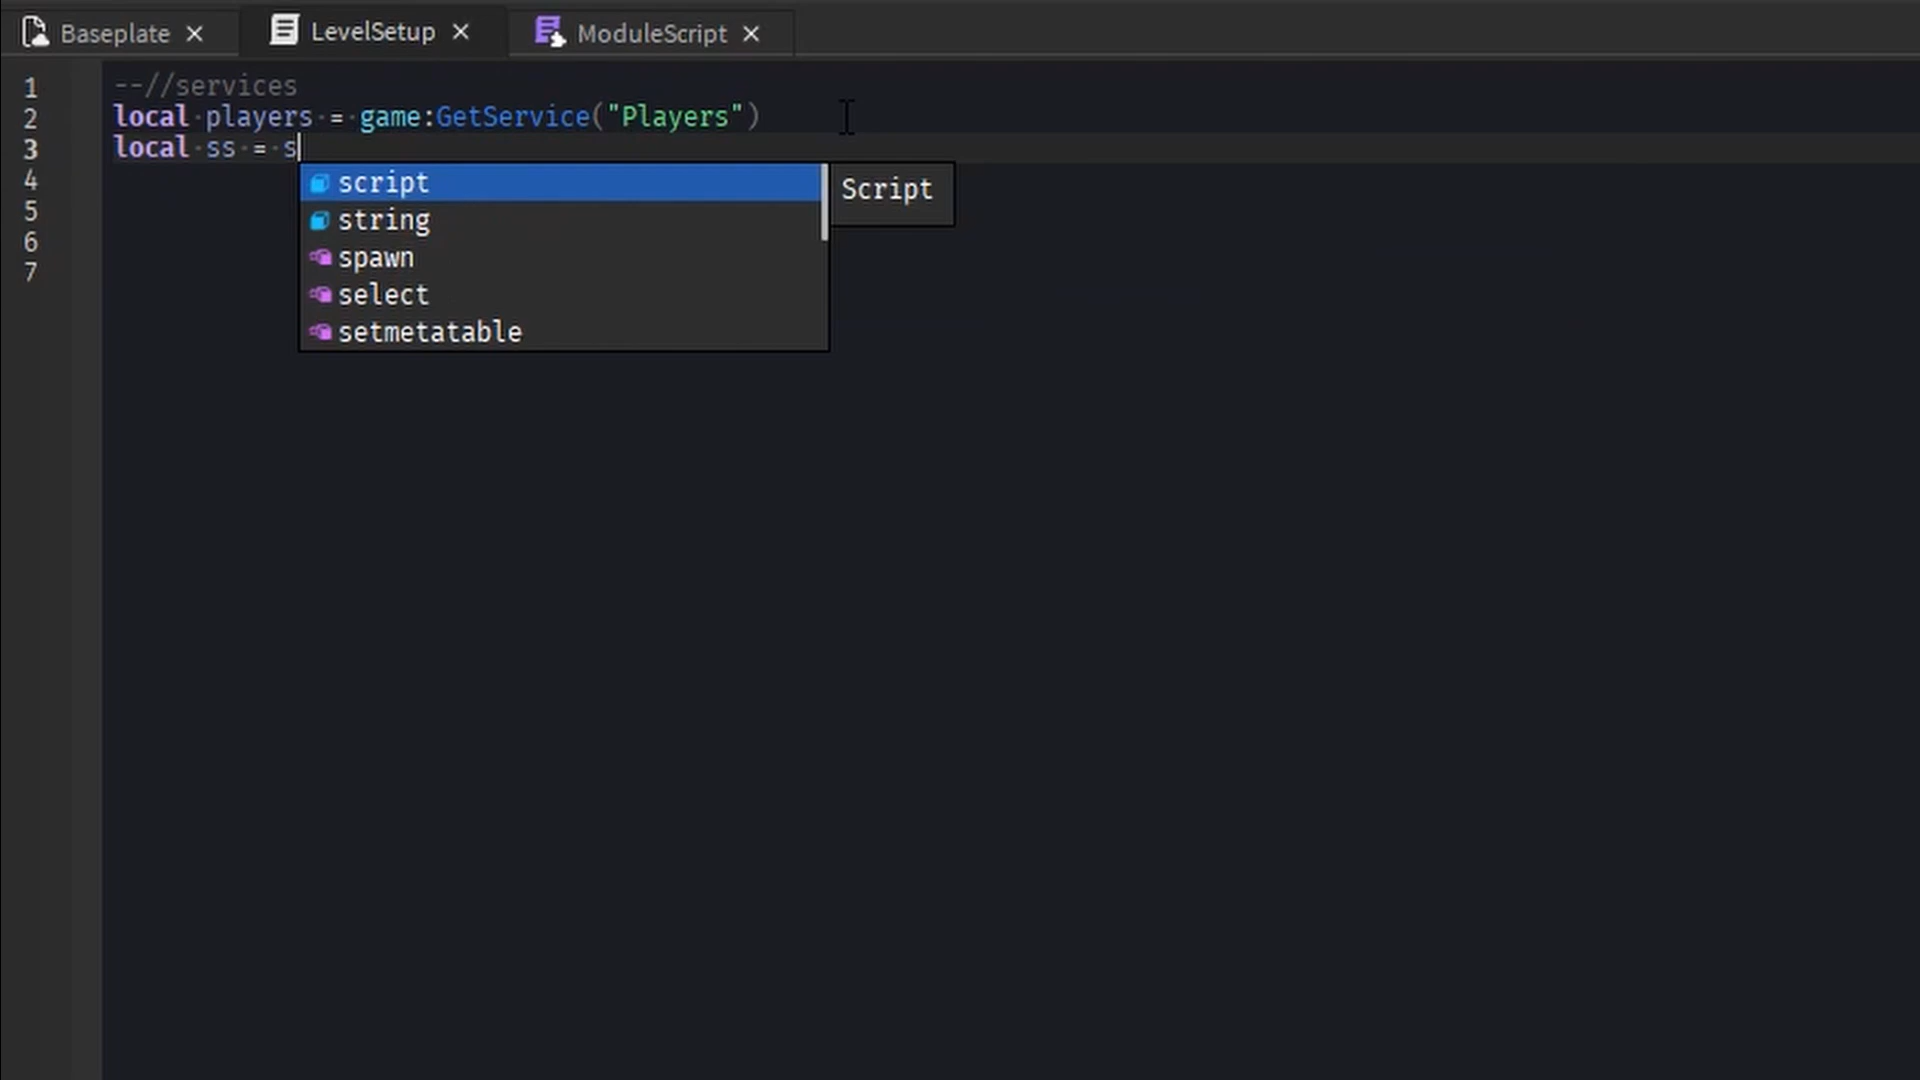 Baseplate LevelSetup ModuleScript
1 --//services
2 local players = game:GetService("Players")
3 local ss = s
4
5
6
7
script
string
spawn
select
setmetatable
Script